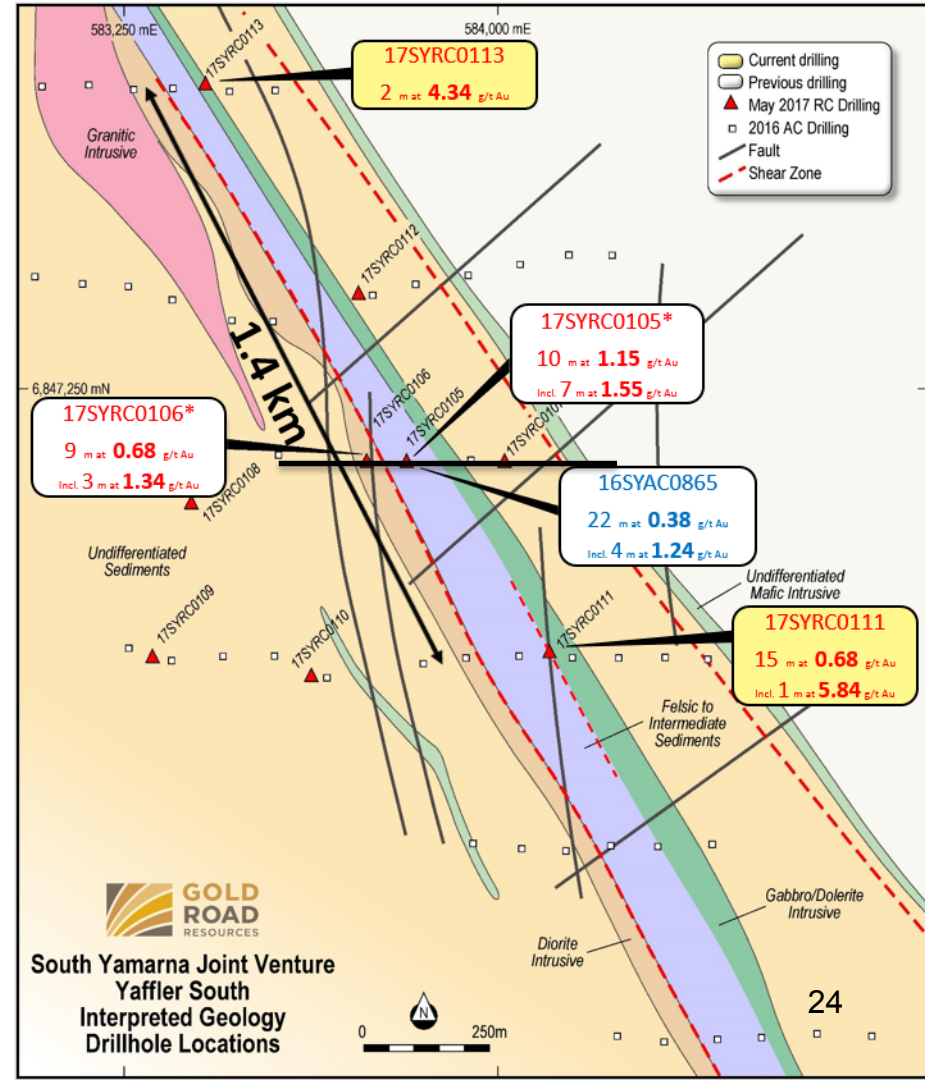 583,250 mE
584,000 mE
17SYRC0113
17SYRC0113
2 m at 4.34 g/t Au
Current drilling
Previous drilling
May 2017 RC Drilling
2016 AC Drilling
Fault
Shear Zone
Granitic
Intrusive
17SYRC0112
1.4 km
17SYRC0105*
10 m at 1.15 g/t Au
Incl. 7 m at 1.55 g/t Au
6,847,250 mN
17SYRC0106
17SYRC0105
17SYRC0106*
9 m at 0.68 g/t Au
Incl. 3 m at 1.34 g/t Au
17SYRC0108
16SYAC0865
22 m at 0.38 g/t Au
Incl. 4 m at 1.24 g/t Au
Undifferentiated
Sediments
Undifferentiated
Mafic Intrusive
17SYRC0109
17SYRC0110
17SYRC0111
17SYRC0111
15 m at 0.68 g/t Au
Incl. 1 m at 5.84 g/t Au
Felsic to
Intermediate
Sediments
Gabbro/Dolerite
Intrusive
Diorite
Intrusive
GOLD
ROAD
RESOURCES
South Yamarna Joint Venture
Yaffler South
Interpreted Geology
Drillhole Locations
N
0 250m
24